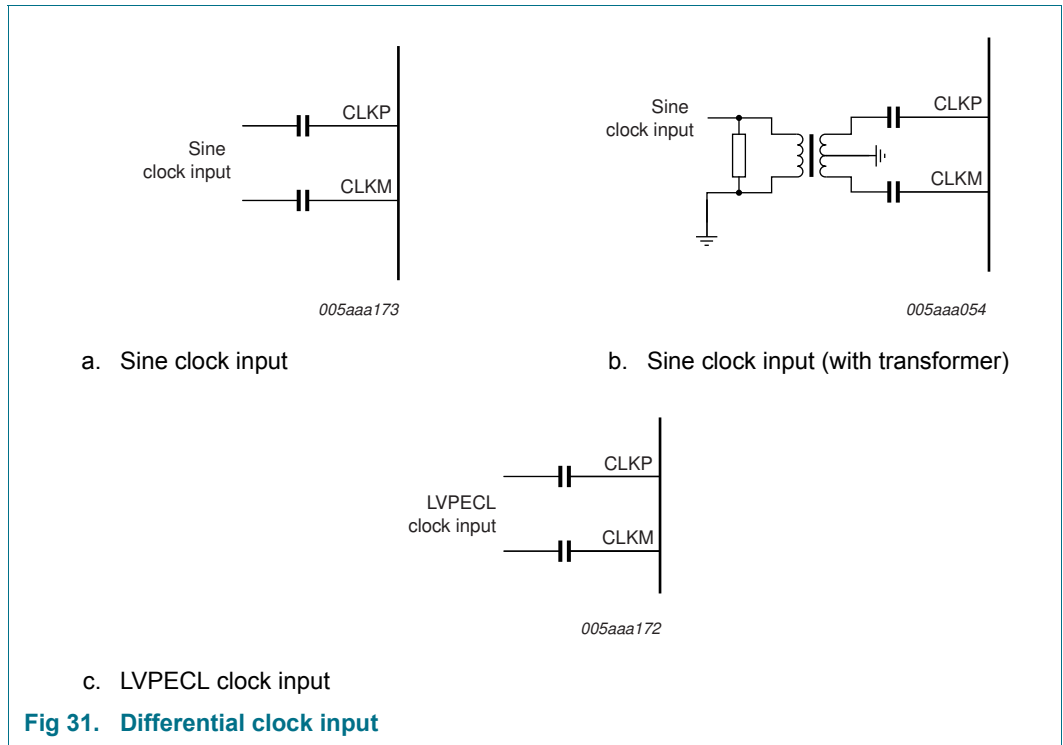 CLKP
Sine
clock input
CLKM
005aaa173
a. Sine clock input
Sine
clock input
CLKP
CLKM
005aaa054
b. Sine clock input (with transformer)
CLKP
LVPECL
clock input
CLKM
005aaa172
c. LVPECL clock input
Fig 31. Differential clock input